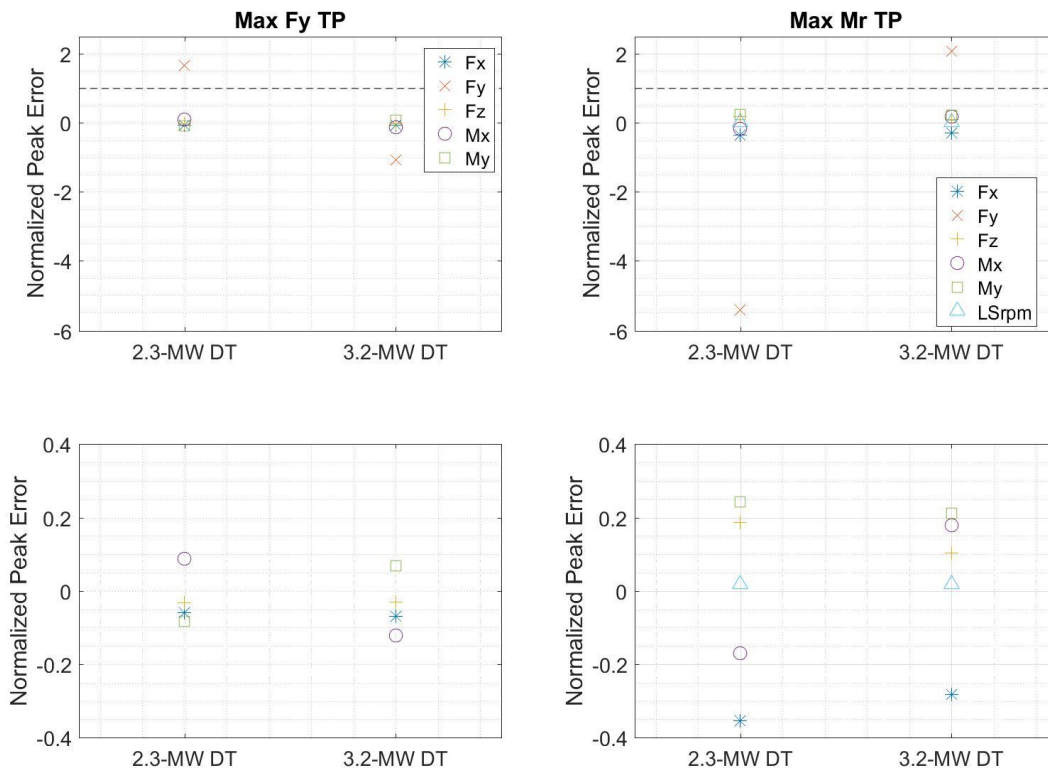 Max Fy TP
Normalized Peak Error
2
0
-2
-4
-6
2.3-MW DT 3.2-MW DT
Fx
Fy
Fz
Mx
My
Max Mr TP
Normalized Peak Error
2
0
-2
-4
-6
2.3-MW DT 3.2-MW DT
Fx
Fy
Fz
Mx
My
LSrpm
Normalized Peak Error
0.4
0.2
0
-0.2
-0.4
2.3-MW DT 3.2-MW DT
Normalized Peak Error
0.4
0.2
0
-0.2
-0.4
2.3-MW DT 3.2-MW DT